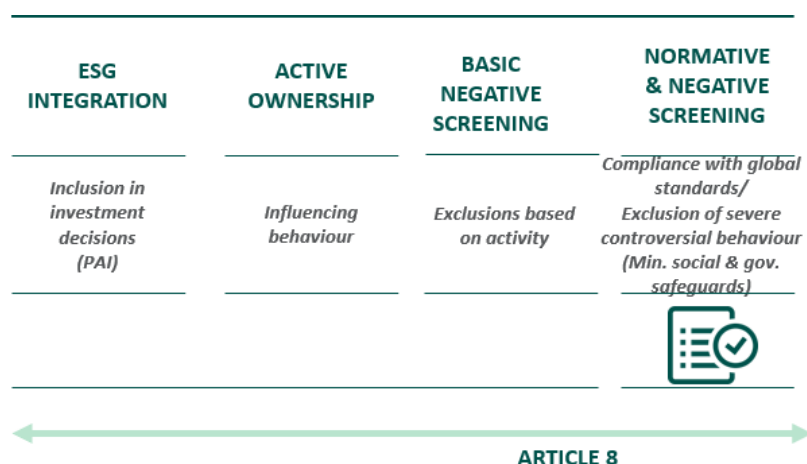 ESG
INTEGRATION
ACTIVE
OWNERSHIP
BASIC
NEGATIVE
SCREENING
NORMATIVE
& NEGATIVE
SCREENING
Inclusion in
investment
decisions
(PAI)
Influencing
behaviour
Exclusions based
on activity
Compliance with global
standards/
Exclusion of severe
controversial behaviour
(Min. social & gov.
safeguards)
ARTICLE 8